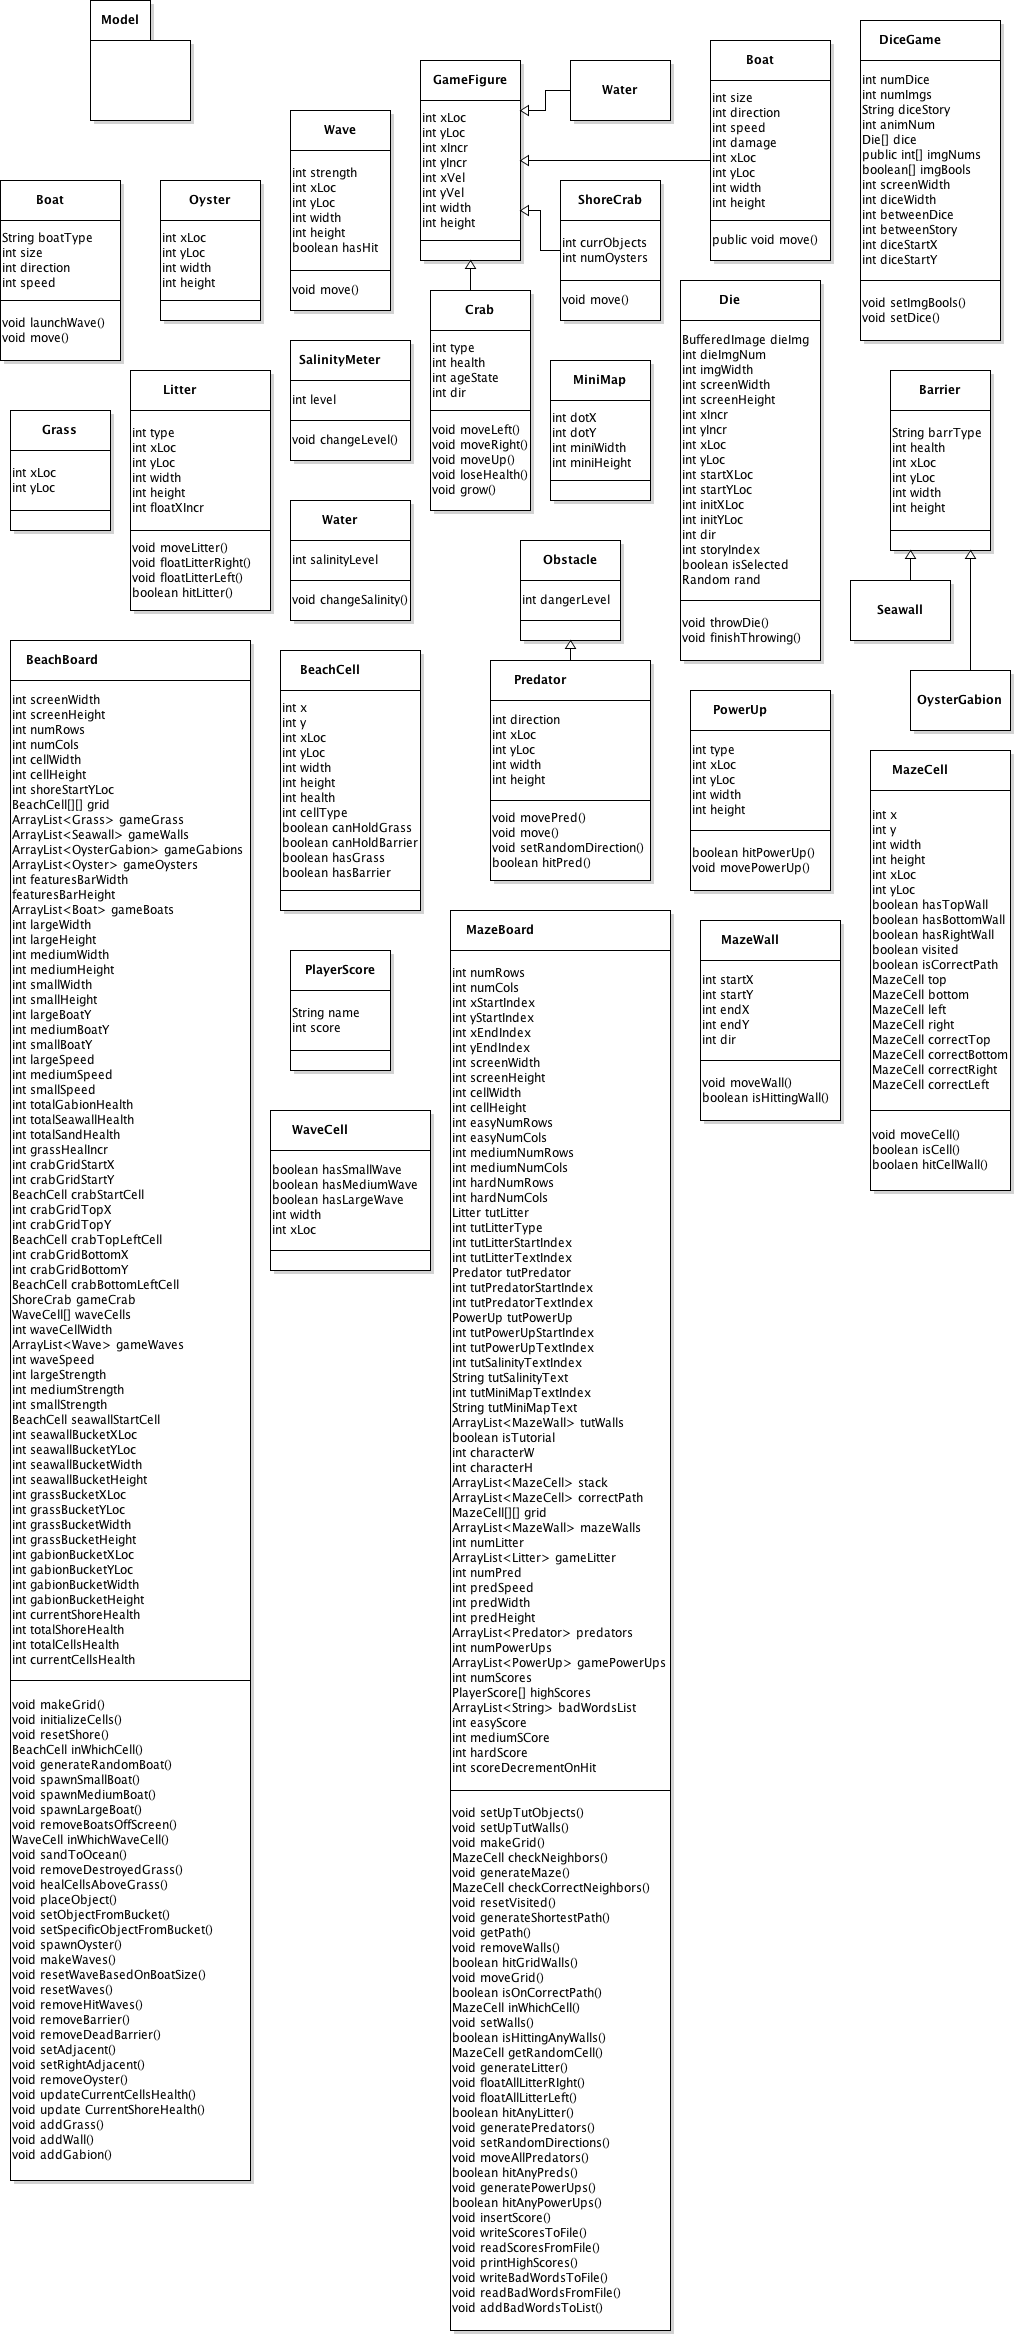 Model
GameFigure
int xLoc
int yLoc
int xIncr
int yIncr
int xVel
int yVel
int width
int height
Water
Boat
int size
int direction
int speed
int damage
int xLoc
int yLoc
int width
int height
public void move()
DiceGame
int numDice
int numImgs
String diceStory
int animNum
Die[] dice
public int[] imgNums
boolean[] imgBools
int screenWidth
int diceWidth
int betweenDice
int betweenStory
int diceStartX
int diceStartY
void setImgBools()
void setDice()
Wave
int strength
int xLoc
int yLoc
int width
int height
boolean hasHit
void move()
Boat
String boatType
int size
int direction
int speed
void launchWave()
void move()
Oyster
int xLoc
int yLoc
int width
int height
ShoreCrab
int currObjects
int numOysters
void move()
Crab
int type
int health
int ageState
int dir
void moveLeft()
void moveRight()
void moveUp()
void loseHealth()
void grow()
Die
BufferedImage dieImg
int dieImgNum
int imgWidth
int screenWidth
int screenHeight
int xIncr
int yIncr
int xLoc
int yLoc
int startXLoc
int startYLoc
int initXLoc
int initYLoc
int dir
int storyIndex
boolean isSelected
Random rand
void throwDie()
void finishThrowing()
SalinityMeter
int level
void changeLevel()
MiniMap
int dotX
int dotY
int miniWidth
int miniHeight
Litter
int type
int xLoc
int yLoc
int width
int height
int floatXIncr
void moveLitter()
void floatLitterRight()
void floatLitterLeft()
boolean hitLitter()
Barrier
String barrType
int health
int xLoc
int yLoc
int width
int height
Grass
int xLoc
int yLoc
Water
int salinityLevel
void changeSalinity()
Obstacle
int dangerLevel
Seawall
OysterGabion
BeachBoard
int screenWidth
int screenHeight
int numRows
int numCols
int cellWidth
int cellHeight
int shoreStartYLoc
BeachCell[][] grid
ArrayList<Grass> gameGrass
ArrayList<Seawall> gameWalls
ArrayList<OysterGabion> gameGabions
ArrayList<Oyster> gameOysters
int featuresBarWidth
featuresBarHeight
ArrayList<Boat> gameBoats
int largeWidth
int largeHeight
int mediumWidth
int mediumHeight
int smallWidth
int smallHeight
int largeBoatY
int mediumBoatY
int smallBoatY
int largeSpeed
int mediumSpeed
int smallSpeed
int totalGabionHealth
int totalSeawallHealth
int totalSandHealth
int grassHealIncr
int crabGridStartX
int crabGridStartY
BeachCell crabStartCell
int crabGridTopX
int crabGridTopY
BeachCell crabTopLeftCell
int crabGridBottomX
int crabGridBottomY
BeachCell crabBottomLeftCell
ShoreCrab gameCrab
WaveCell[] waveCells
int waveCellWidth
ArrayList<Wave> gameWaves
int waveSpeed
int largeStrength
int mediumStrength
int smallStrength
BeachCell seawallStartCell
int seawallBucketXLoc
int seawallBucketYLoc
int seawallBucketWidth
int seawallBucketHeight
int grassBucketXLoc
int grassBucketYLoc
int grassBucketWidth
int grassBucketHeight
int gabionBucketXLoc
int gabionBucketYLoc
int gabionBucketWidth
int gabionBucketHeight
int currentShoreHealth
int totalShoreHealth
int totalCellsHealth
int currentCellsHealth
void makeGrid()
void initializeCells()
void resetShore()
BeachCell inWhichCell()
void generateRandomBoat()
void spawnSmallBoat()
void spawnMediumBoat()
void spawnLargeBoat()
void removeBoatsOffScreen()
WaveCell inWhichWaveCell()
void sandToOcean()
void removeDestroyedGrass()
void healCellsAboveGrass()
void placeObject()
void setObjectFromBucket()
void setSpecificObjectFromBucket()
void spawnOyster()
void makeWaves()
void resetWaveBasedOnBoatSize()
void resetWaves()
void removeHitWaves()
void removeBarrier()
void removeDeadBarrier()
void setAdjacent()
void setRightAdjacent()
void removeOyster()
void updateCurrentCellsHealth()
void update CurrentShoreHealth()
void addGrass()
void addWall()
void addGabion()
BeachCell
int x
int y
int xLoc
int yLoc
int width
int height
int health
int cellType
boolean canHoldGrass
boolean canHoldBarrier
boolean hasGrass
boolean hasBarrier
Predator
int direction
int xLoc
int yLoc
int width
int height
void movePred()
void move()
void setRandomDirection()
boolean hitPred()
PowerUp
int type
int xLoc
int yLoc
int width
int height
boolean hitPowerUp()
void movePowerUp()
MazeCell
int x
int y
int width
int height
int xLoc
int yLoc
boolean hasTopWall
boolean hasBottomWall
boolean hasRightWall
boolean visited
boolean isCorrectPath
MazeCell top
MazeCell bottom
MazeCell left
MazeCell right
MazeCell correctTop
MazeCell correctBottom
MazeCell correctRight
MazeCell correctLeft
void moveCell()
boolean isCell()
boolaen hitCellWall()
PlayerScore
String name
int score
MazeBoard
int numRows
int numCols
int xStartIndex
int yStartIndex
int xEndIndex
int yEndIndex
int screenWidth
int screenHeight
int cellWidth
int cellHeight
int easyNumRows
int easyNumCols
int mediumNumRows
int mediumNumCols
int hardNumRows
int hardNumCols
Litter tutLitter
int tutLitterType
int tutLitterStartIndex
int tutLitterTextIndex
Predator tutPredator
int tutPredatorStartIndex
int tutPredatorTextIndex
PowerUp tutPowerUp
int tutPowerUpStartIndex
int tutPowerUpTextIndex
int tutSalinityTextIndex
String tutSalinityText
int tutMiniMapTextIndex
String tutMiniMapText
ArrayList<MazeWall> tutWalls
boolean isTutorial
int characterW
int characterH
ArrayList<MazeCell> stack
ArrayList<MazeCell> correctPath
MazeCell[][] grid
ArrayList<MazeWall> mazeWalls
int numLitter
ArrayList<Litter> gameLitter
int numPred
int predSpeed
int predWidth
int predHeight
ArrayList<Predator> predators
int numPowerUps
ArrayList<PowerUp> gamePowerUps
int numScores
PlayerScore[] highScores
ArrayList<String> badWordsList
int easyScore
int mediumSCore
int hardScore
int scoreDecrementOnHit
void setUpTutObjects()
void setUpTutWalls()
void makeGrid()
MazeCell checkNeighbors()
void generateMaze()
MazeCell checkCorrectNeighbors()
void resetVisited()
void generateShortestPath()
void getPath()
void removeWalls()
boolean hitGridWalls()
void moveGrid()
boolean isOnCorrectPath()
MazeCell inWhichCell()
void setWalls()
boolean isHittingAnyWalls()
MazeCell getRandomCell()
void generateLitter()
void floatAllLitterRIght()
void floatAllLitterLeft()
boolean hitAnyLitter()
void generatePredators()
void setRandomDirections()
void moveAllPredators()
boolean hitAnyPreds()
void generatePowerUps()
boolean hitAnyPowerUps()
void insertScore()
void writeScoresToFile()
void readScoresFromFile()
void printHighScores()
void writeBadWordsToFile()
void readBadWordsFromFile()
void addBadWordsToList()
MazeWall
int startX
int startY
int endX
int endY
int dir
void moveWall()
boolean isHittingWall()
WaveCell
boolean hasSmallWave
boolean hasMediumWave
boolean hasLargeWave
int width
int xLoc